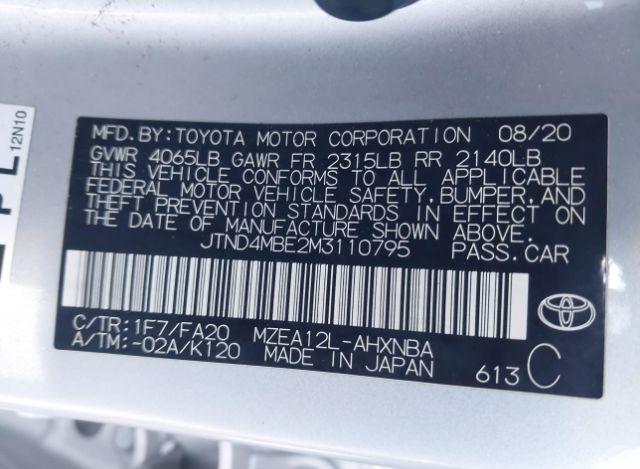 MFD.BY:TOYOTA MOTOR CORPORATION 08/20
GVWR 4065LB GAWR FR 2315LB RR 2140LB
THIS VEHICLE CONFORMS TO ALL APPLICABLE
FEDERAL MOTOR VEHICLE SAFETY,BUMPER,AND
THEFT PREVENTION STANDARDS IN EFFECT ON
THE DATE OF MANUFACTURE SHOWN ABOVE.
JTND4MBE2M3110795 PASS.CAR
C/TR:1F7/FA20 MZEA12L-AHXNBA
A/TM:-02A/K120 MADE IN JAPAN
613 C
PL
12N10